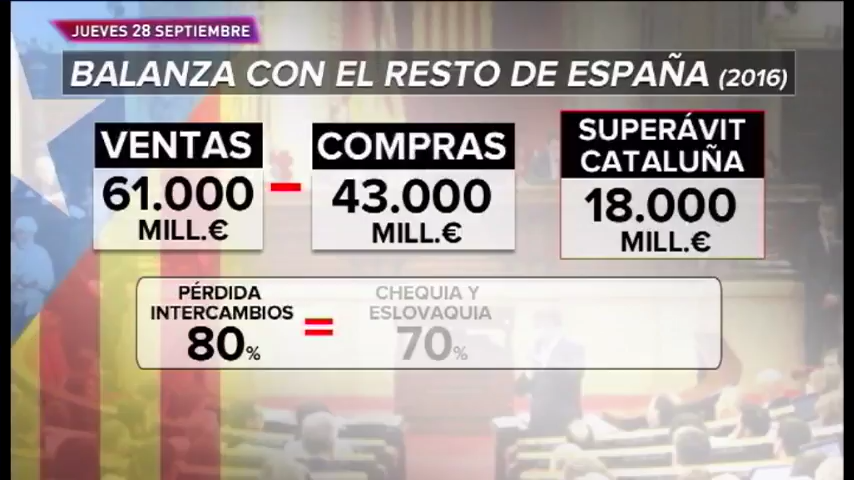 JUEVES 28 SEPTIEMBRE
BALANZA CON EL RESTO DE ESPAÑA (2016)
VENTAS
61.000
MILL.€
-
COMPRAS
43.000
MILL.€
SUPERÁVIT
CATALUÑA
18.000
MILL.€
PÉRDIDA
INTERCAMBIOS
80%
=
CHEQUIA Y
ESLOVAQUIA
70%